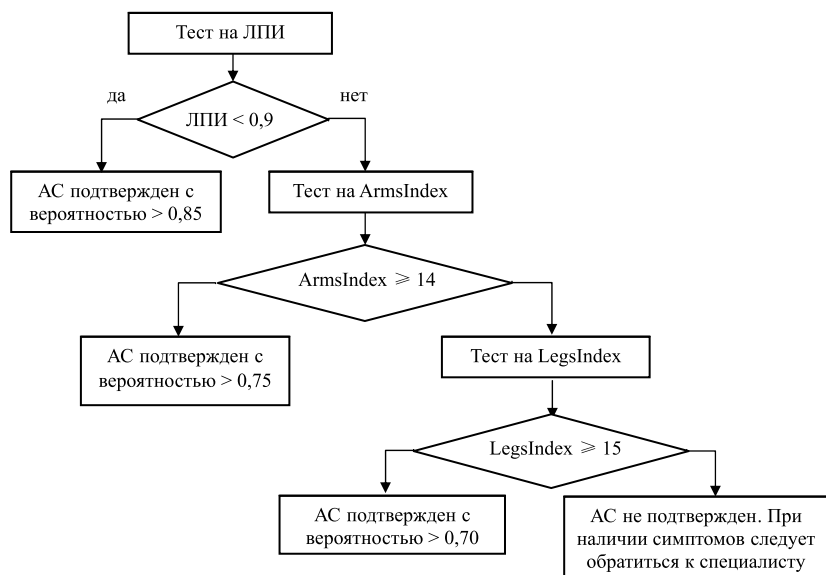 Тест на ЛПИ
да
нет
ЛПИ < 0,9
АС подтвержден с
вероятностью > 0,85
Тест на ArmsIndex
ArmsIndex ⩾ 14
АС подтвержден с
вероятностью > 0,75
Тест на LegsIndex
LegsIndex ⩾ 15
АС подтвержден с
вероятностью > 0,70
АС не подтвержден. При
наличии симптомов следует
обратиться к специалисту